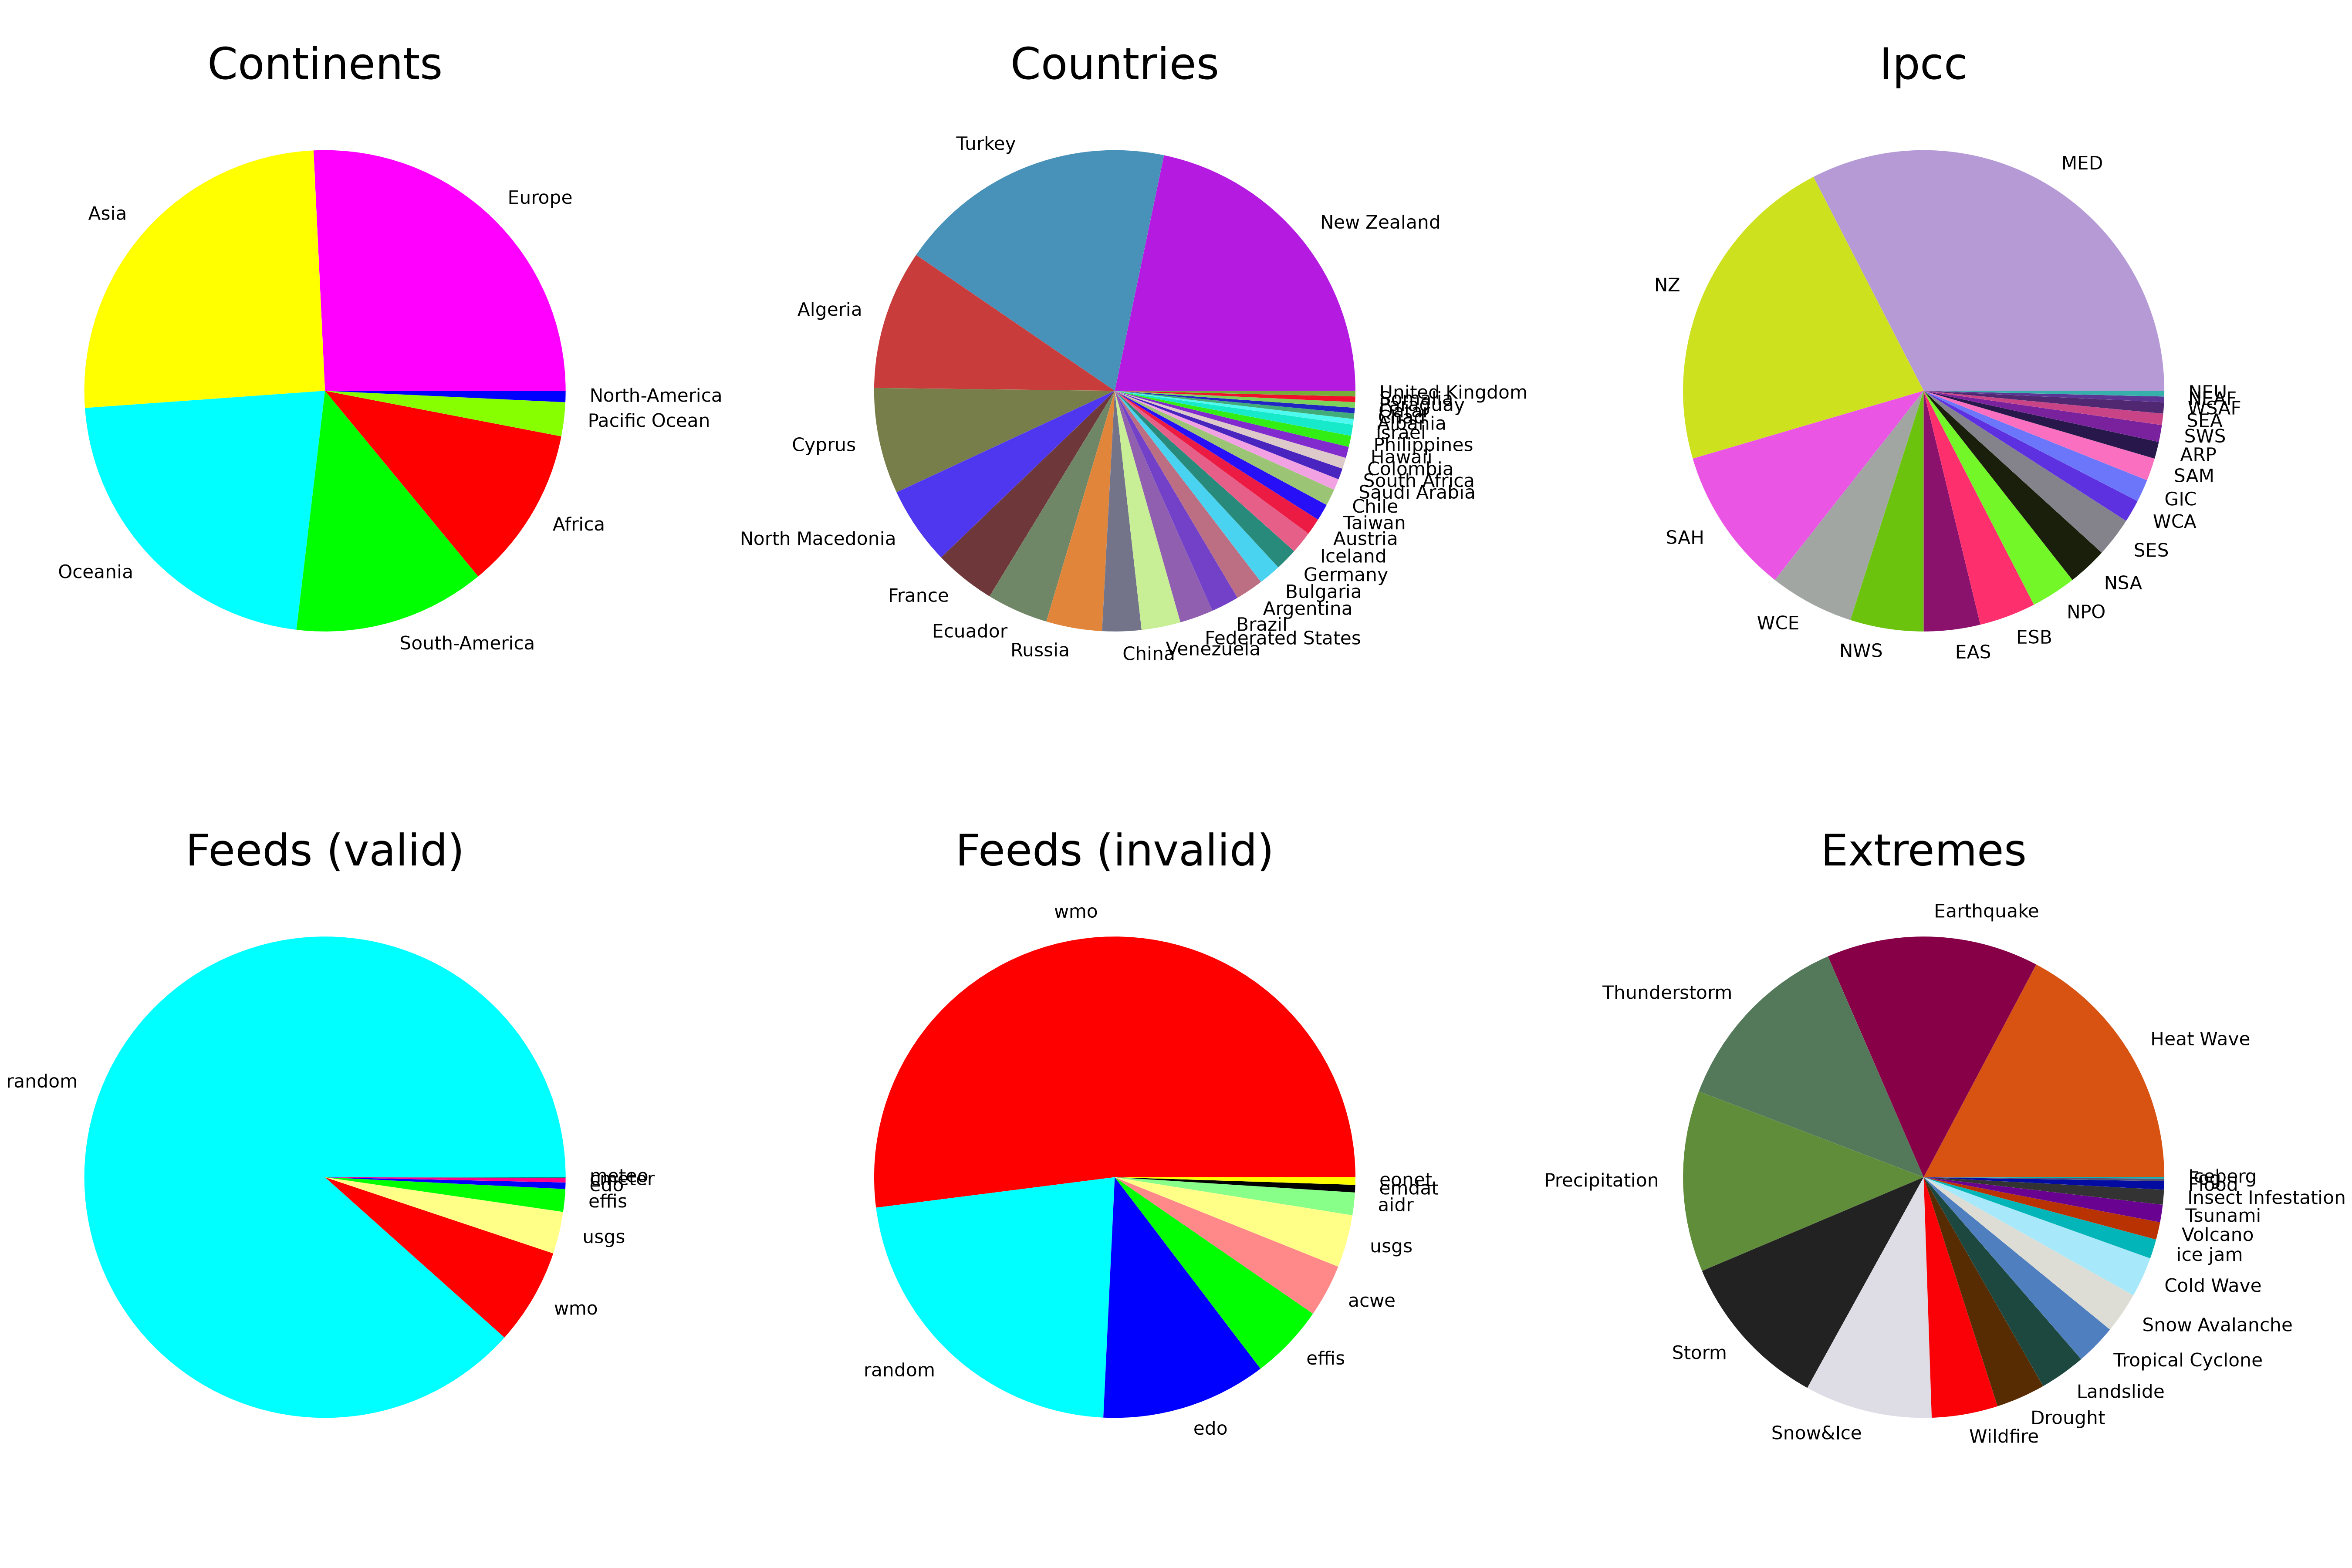 Continents
Europe
Asia
Oceania
South-America
Africa
Pacific Ocean
North-America
Countries
New Zealand
Turkey
Algeria
Cyprus
North Macedonia
France
Ecuador
Russia
China
Venezuela
Federated States
Brazil
Argentina
Bulgaria
Germany
Iceland
Austria
Taiwan
Chile
Saudi Arabia
South Africa
Colombia
Hawaii
Philippines
Israel
Albania
Paraguay
Somalia
United Kingdom
Ipcc
MED
NZ
SAH
WCE
NWS
EAS
ESB
NPO
NSA
SES
WCA
GIC
SAM
ARP
SWS
SEA
WSAF
NEU
Feeds (valid)
random
wmo
usgs
effis
edo
meteo
Feeds (invalid)
wmo
random
edo
effis
acwe
usgs
aidr
emdat
eonet
Extremes
Heat Wave
Earthquake
Thunderstorm
Precipitation
Storm
Snow&Ice
Wildfire
Drought
Landslide
Tropical Cyclone
Snow Avalanche
Cold Wave
ice jam
Volcano
Tsunami
Insect Infestation
Flood
Iceberg